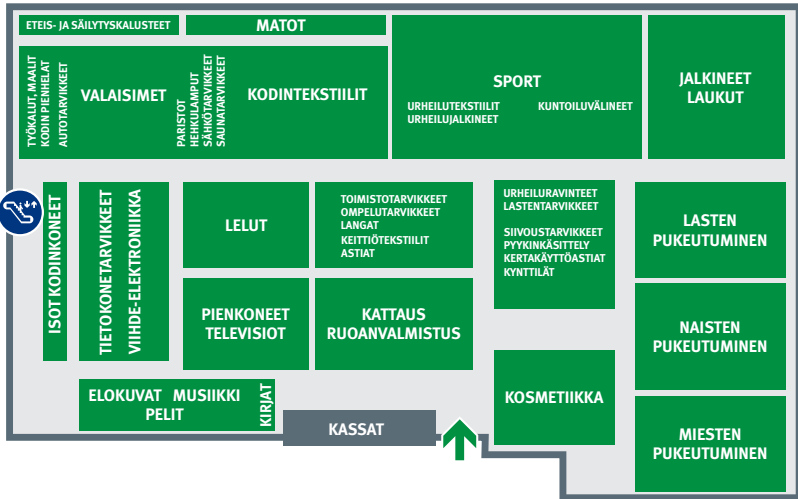 ETEIS- JA SÄILYTYSKALUSTEET
MATOT
TYÖKALUT, MAALIT
KODIN PIENHELAT
AUTOTARVIKKEET
VALAISIMET
PARISTOT
HEHKULAMPUT
SÄHKÖTARVIKKEET
SAUNATARVIKKEET
KODINTEKSTIILIT
SPORT
URHEILUTEKSTIILIT
URHEILUJALKINEET
KUNTOILUVÄLINEET
JALKINEET
LAUKUT
ISOT KODINKONEET
TIETOKONETARVIKKEET
VIIHDE-ELEKTRONIIKKA
LELUT
TOIMISTOTARVIKKEET
OMPELUTARVIKKEET
LANGAT
KEITTIÖTEKSTIILIT
ASTIAT
URHEILURAVINTEET
LASTENTARVIKKEET
SIIVOUSTARVIKKEET
PYYKINKÄSITTELY
KERTAKÄYTTÖASTIAT
KYNTTILÄT
LASTEN
PUKEUTUMINEN
PIENKONEET
TELEVISIOT
KATTAUS
RUOANVALMISTUS
NAISTEN
PUKEUTUMINEN
ELOKUVAT MUSIIKKI
PELIT
KIRJAT
KASSAT
KOSMETIIKKA
MIESTEN
PUKEUTUMINEN